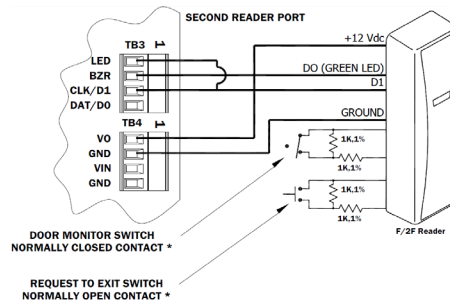 SECOND READER PORT
TB3
1
LED
BZR
CLK/D1
DAT/D0
TB4
1
VO
GND
VIN
GND
+12 Vdc
DO (GREEN LED)
D1
GROUND
1K,1%
1K,1%
1K,1%
1K,1%
F/2F Reader
DOOR MONITOR SWITCH
NORMALLY CLOSED CONTACT *
REQUEST TO EXIT SWITCH
NORMALLY OPEN CONTACT *